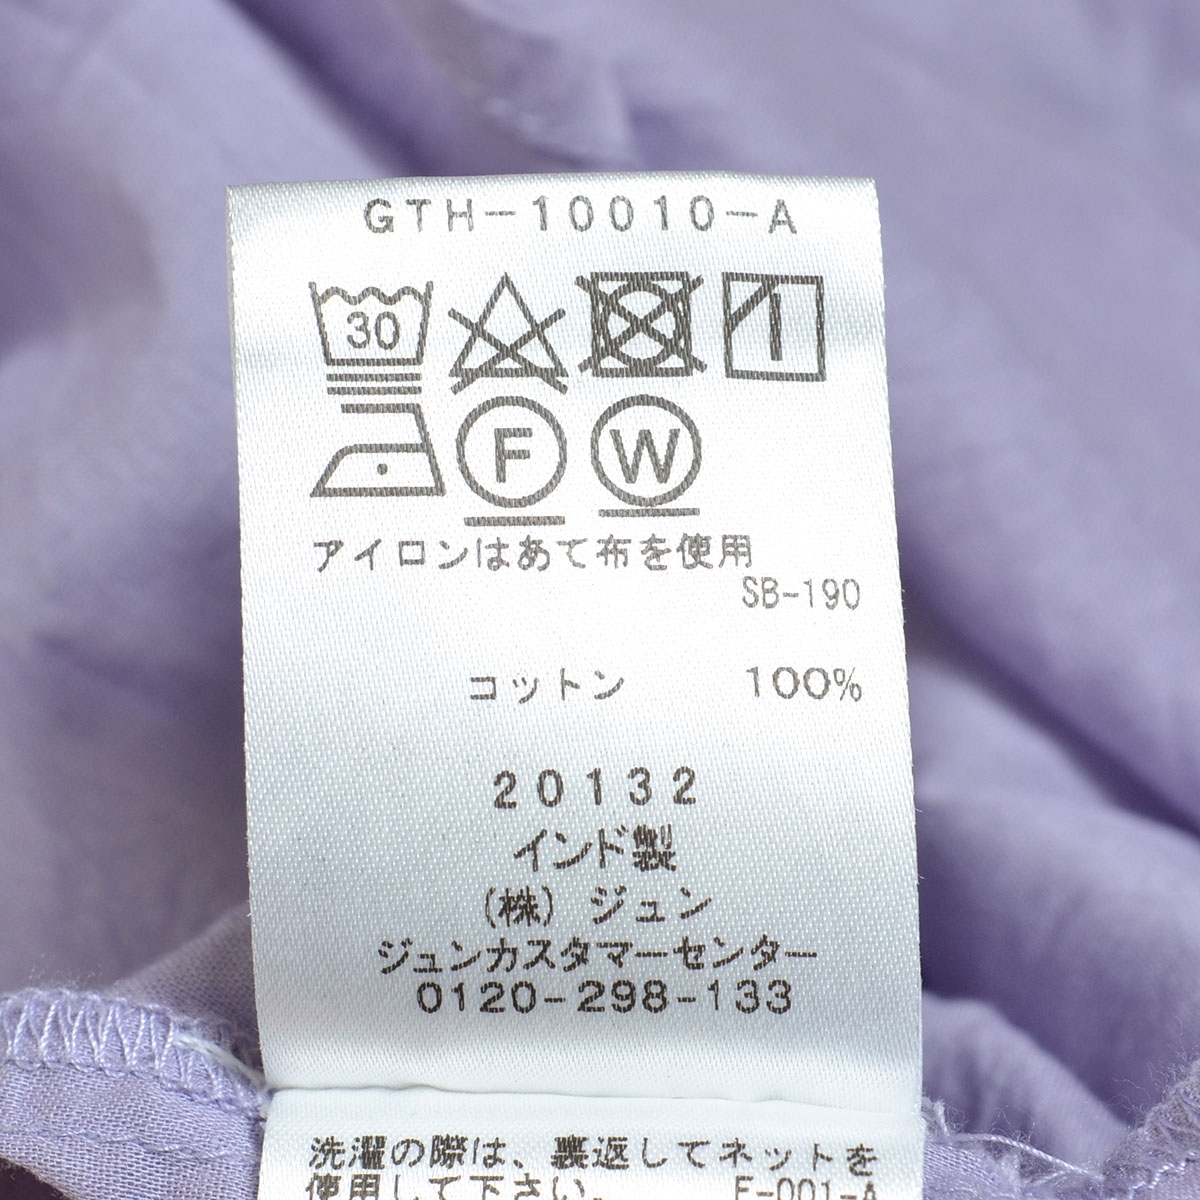 GTH-10010-A
30
F W
アイロンはあて布を使用
SB-190
コットン 100%
20132
インド製
(株) ジュン
ジュンカスタマーセンター
0120-298-133
洗濯の際は、裏返してネットを
使用して下さい。 F-001-A